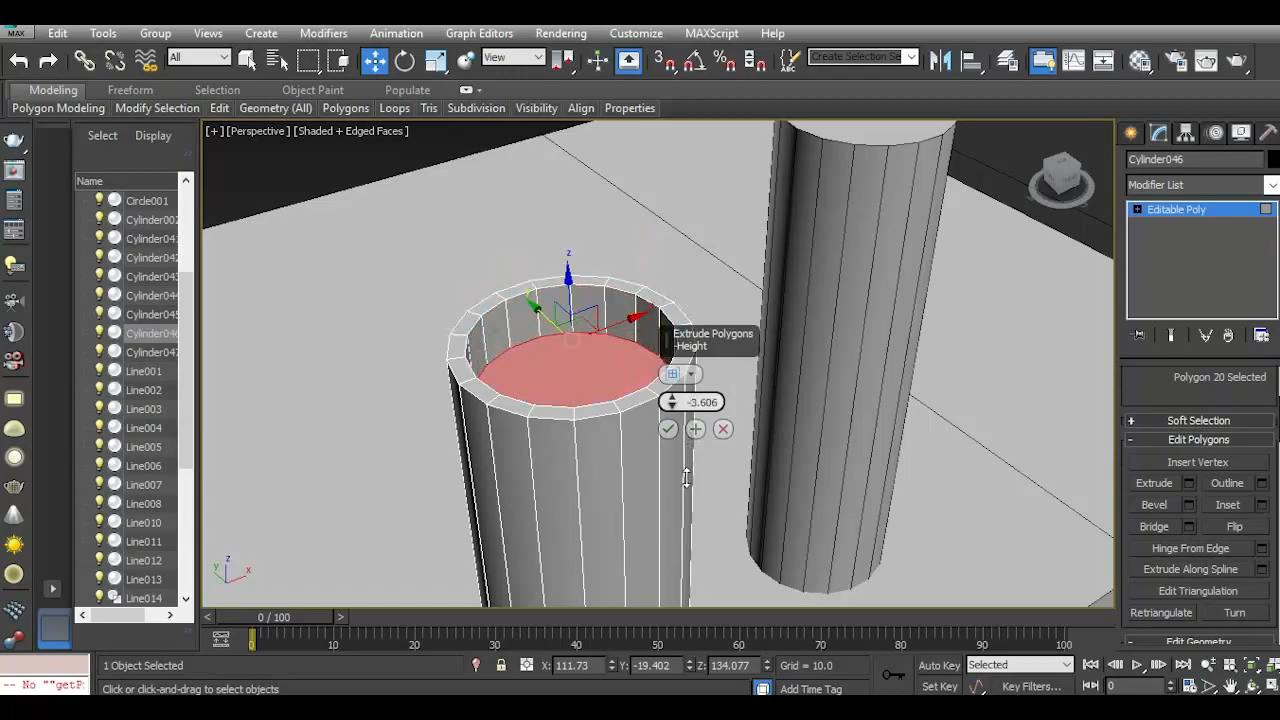 MAX Edit Tools Group Views Create Modifiers Animation Graph Editors Rendering Customize MAXScript Help
All View Create Selection Se
Modeling Freeform Selection Object Paint Populate
Polygon Modeling Modify Selection Edit Geometry (All) Polygons Loops Tris Subdivision Visibility Align Properties
Select Display
[ + ] [Perspective ] [Shaded + Edged Faces ]
Cylinder046
Modifier List
Editable Poly
Name
Circle001
Cylinder002
Cylinder041
Cylinder042
Cylinder043
Cylinder044
Cylinder045
Cylinder046
Cylinder047
Line001
Line002
Line003
Line004
Line005
Line006
Line007
Line008
Line010
Line011
Line012
Line013
Line014
z
Extrude Polygons
-Height
-3.606
z
y
x
Polygon 20 Selected
+ Soft Selection
- Edit Polygons
Insert Vertex
Extrude Outline
Bevel Inset
Bridge Flip
Hinge From Edge
Extrude Along Spline
Edit Triangulation
Retriangulate Turn
- Edit Geometry
< 0 / 100 >
0 10 20 30 40 50 60 70 80 90 100
1 Object Selected X: 111.73 Y: -19.402 Z: 134.077 Grid = 10.0 Auto Key Selected
-- No ""getP
Click or click-and-drag to select objects Add Time Tag Set Key Key Filters... 0